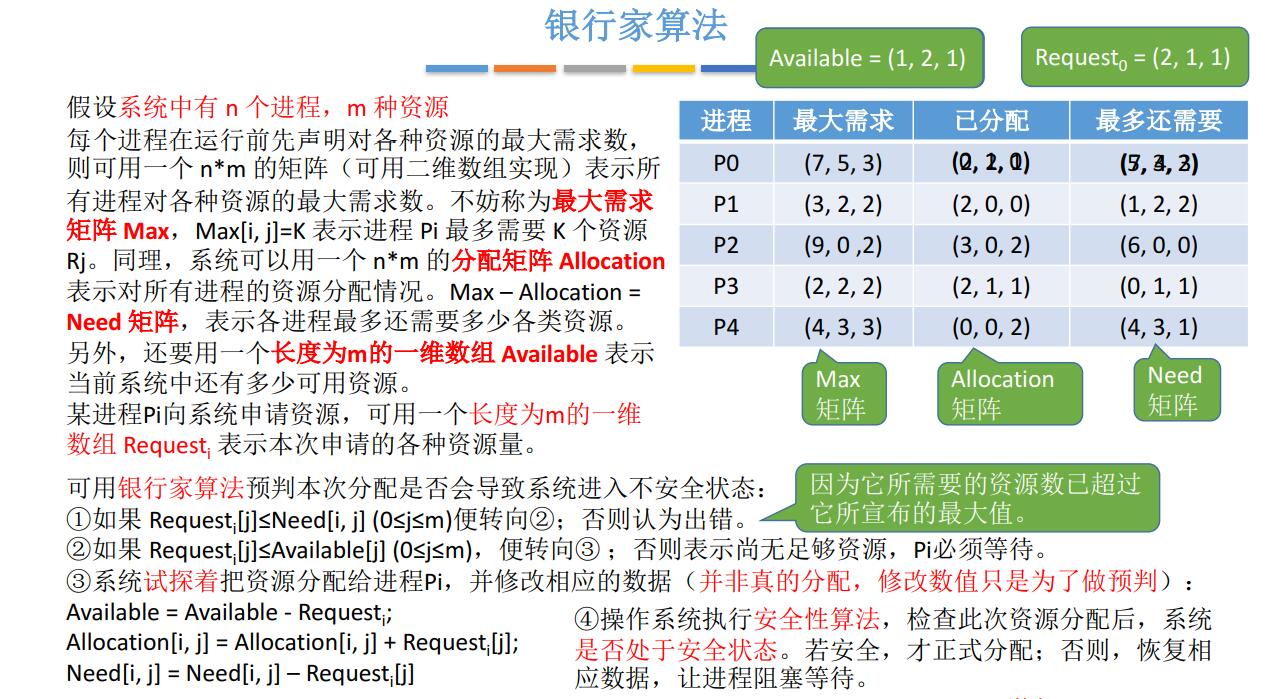 银行家算法
Available = (1, 2, 1)
Request0 = (2, 1, 1)
假设系统中有 n 个进程，m 种资源
每个进程在运行前先声明对各种资源的最大需求数，
则可用一个 n*m 的矩阵（可用二维数组实现）表示所
有进程对各种资源的最大需求数。不妨称为最大需求
矩阵 Max，Max[i, j]=K 表示进程 Pi 最多需要 K 个资源
Rj。同理，系统可以用一个 n*m 的分配矩阵 Allocation
表示对所有进程的资源分配情况。Max – Allocation =
Need 矩阵，表示各进程最多还需要多少各类资源。
另外，还要用一个长度为m的一维数组 Available 表示
当前系统中还有多少可用资源。
某进程Pi向系统申请资源，可用一个长度为m的一维
数组 Requesti 表示本次申请的各种资源量。
进程 最大需求 已分配 最多还需要
P0 (7, 5, 3)
P1 (3, 2, 2) (2, 0, 0) (1, 2, 2)
P2 (9, 0 ,2) (3, 0, 2) (6, 0, 0)
P3 (2, 2, 2) (2, 1, 1) (0, 1, 1)
P4 (4, 3, 3) (0, 0, 2) (4, 3, 1)
Max
矩阵
Allocation
矩阵
Need
矩阵
可用银行家算法预判本次分配是否会导致系统进入不安全状态：
①如果 Requesti[j]≤Need[i, j] (0≤j≤m)便转向②；否则认为出错。
因为它所需要的资源数已超过
它所宣布的最大值。
②如果 Requesti[j]≤Available[j] (0≤j≤m)，便转向③；否则表示尚无足够资源，Pi必须等待。
③系统试探着把资源分配给进程Pi，并修改相应的数据（并非真的分配，修改数值只是为了做预判）：
Available = Available - Requesti;
Allocation[i, j] = Allocation[i, j] + Requesti[j];
Need[i, j] = Need[i, j] – Requesti[j]
④操作系统执行安全性算法，检查此次资源分配后，系统
是否处于安全状态。若安全，才正式分配；否则，恢复相
应数据，让进程阻塞等待。